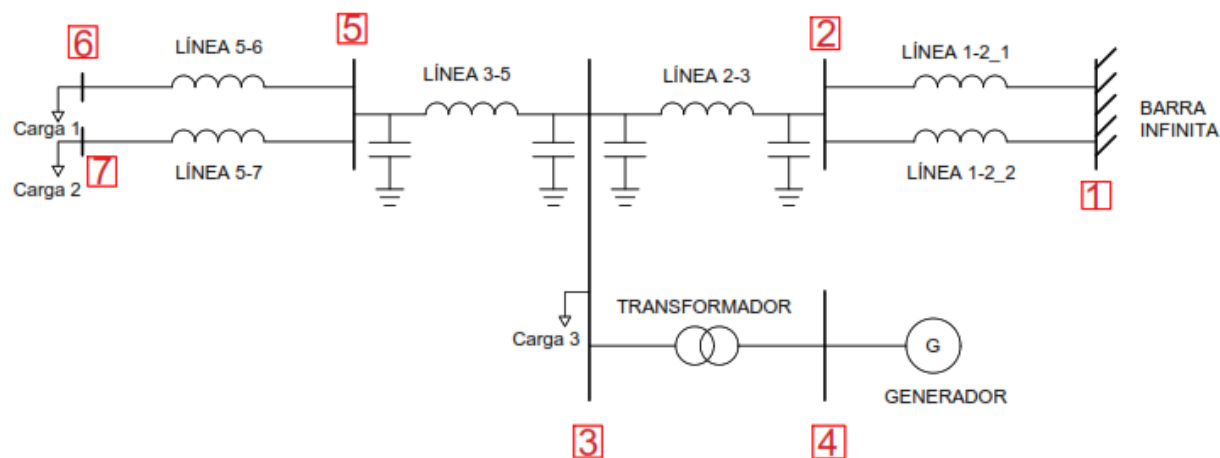 6
LÍNEA 5-6
5
LÍNEA 3-5
LÍNEA 2-3
2
LÍNEA 1-2_1
BARRA
INFINITA
Carga 1
Carga 2
7
LÍNEA 5-7
LÍNEA 1-2_2
1
Carga 3
TRANSFORMADOR
G
GENERADOR
3
4